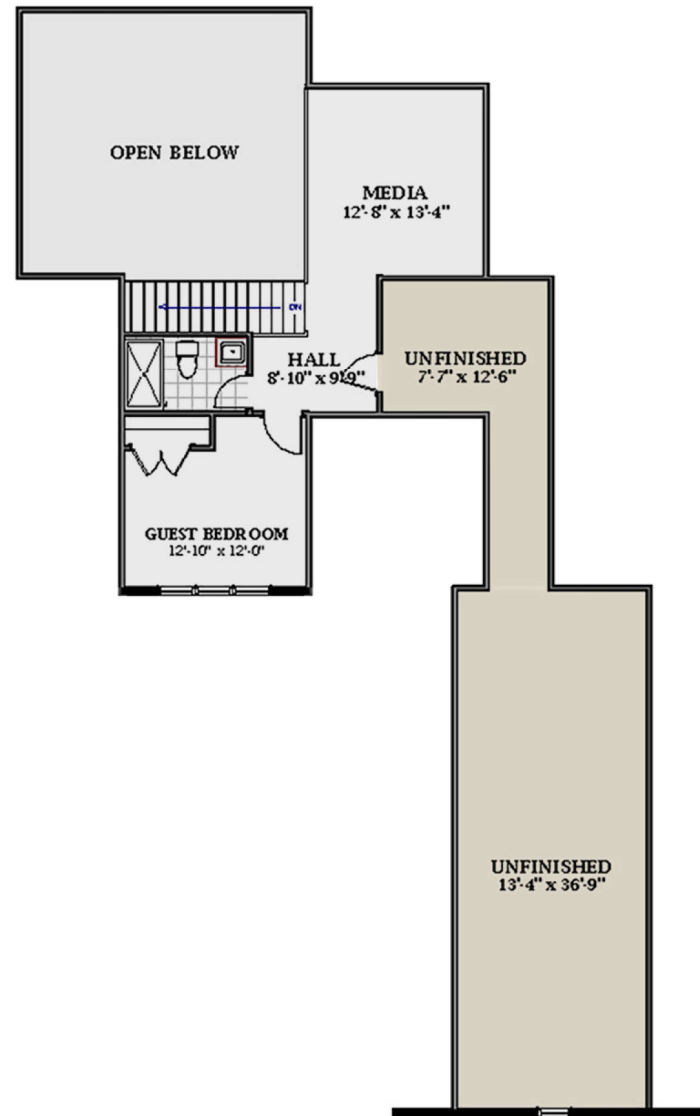 OPEN BELOW
MEDIA
12'-8" x 13'-4"
DN
HALL
8'-10" x 9'-9"
UNFINISHED
7'-7" x 12'-6"
GUEST BEDROOM
12'-10" x 12'-0"
UNFINISHED
13'-4" x 36'-9"